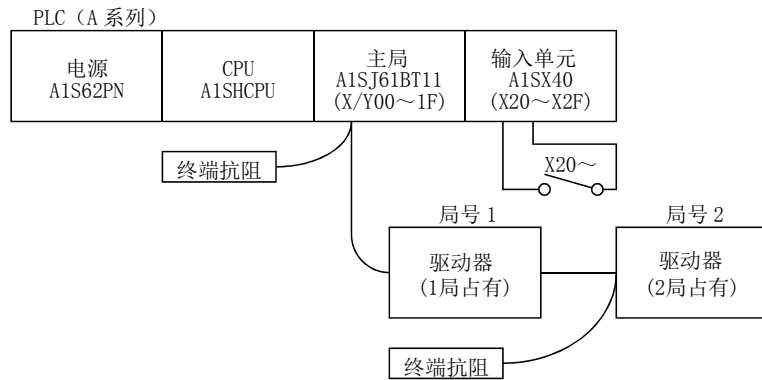 PLC（A 系列）
电源
A1S62PN
CPU
A1SHCPU
主局
A1SJ61BT11
(X/Y00～1F)
输入单元
A1SX40
(X20～X2F)
终端抗阻
X20～
局号 1
局号 2
驱动器
(1局占有)
驱动器
(2局占有)
终端抗阻